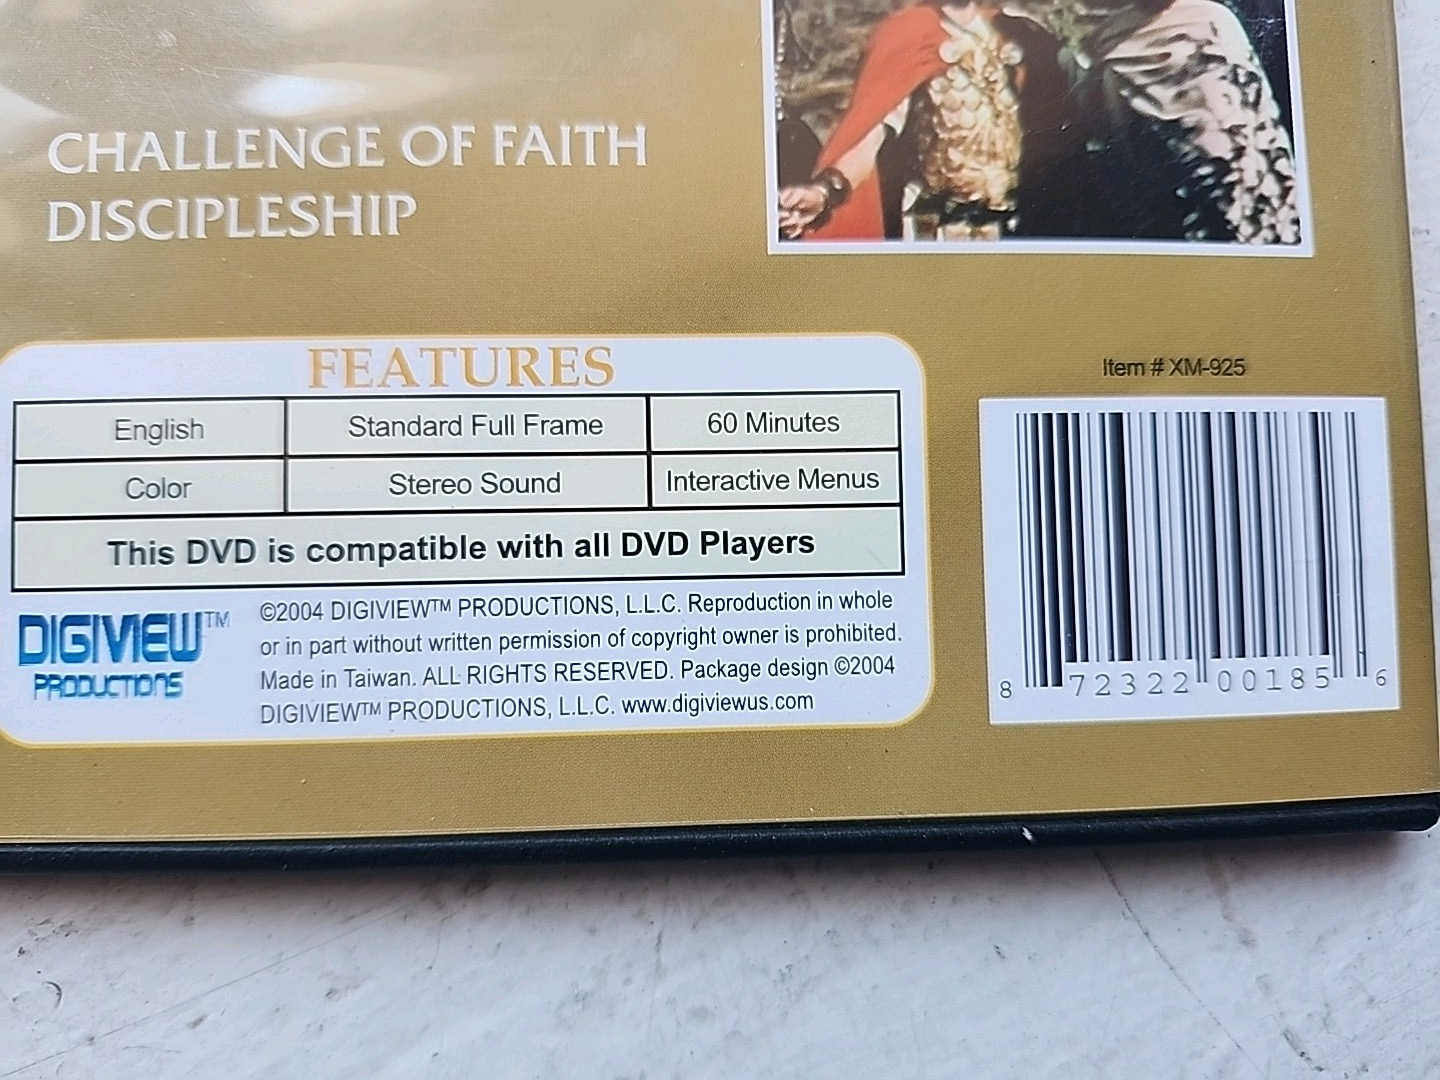 CHALLENGE OF FAITH
DISCIPLESHIP
FEATURES
English Standard Full Frame 60 Minutes
Color Stereo Sound Interactive Menus
This DVD is compatible with all DVD Players
DIGIVIEW™
PRODUCTIONS
©2004 DIGIVIEW™ PRODUCTIONS, L.L.C. Reproduction in whole
or in part without written permission of copyright owner is prohibited.
Made in Taiwan. ALL RIGHTS RESERVED. Package design ©2004
DIGIVIEW™ PRODUCTIONS, L.L.C. www.digiviewus.com
Item # XM-925
8 72322 00185 6